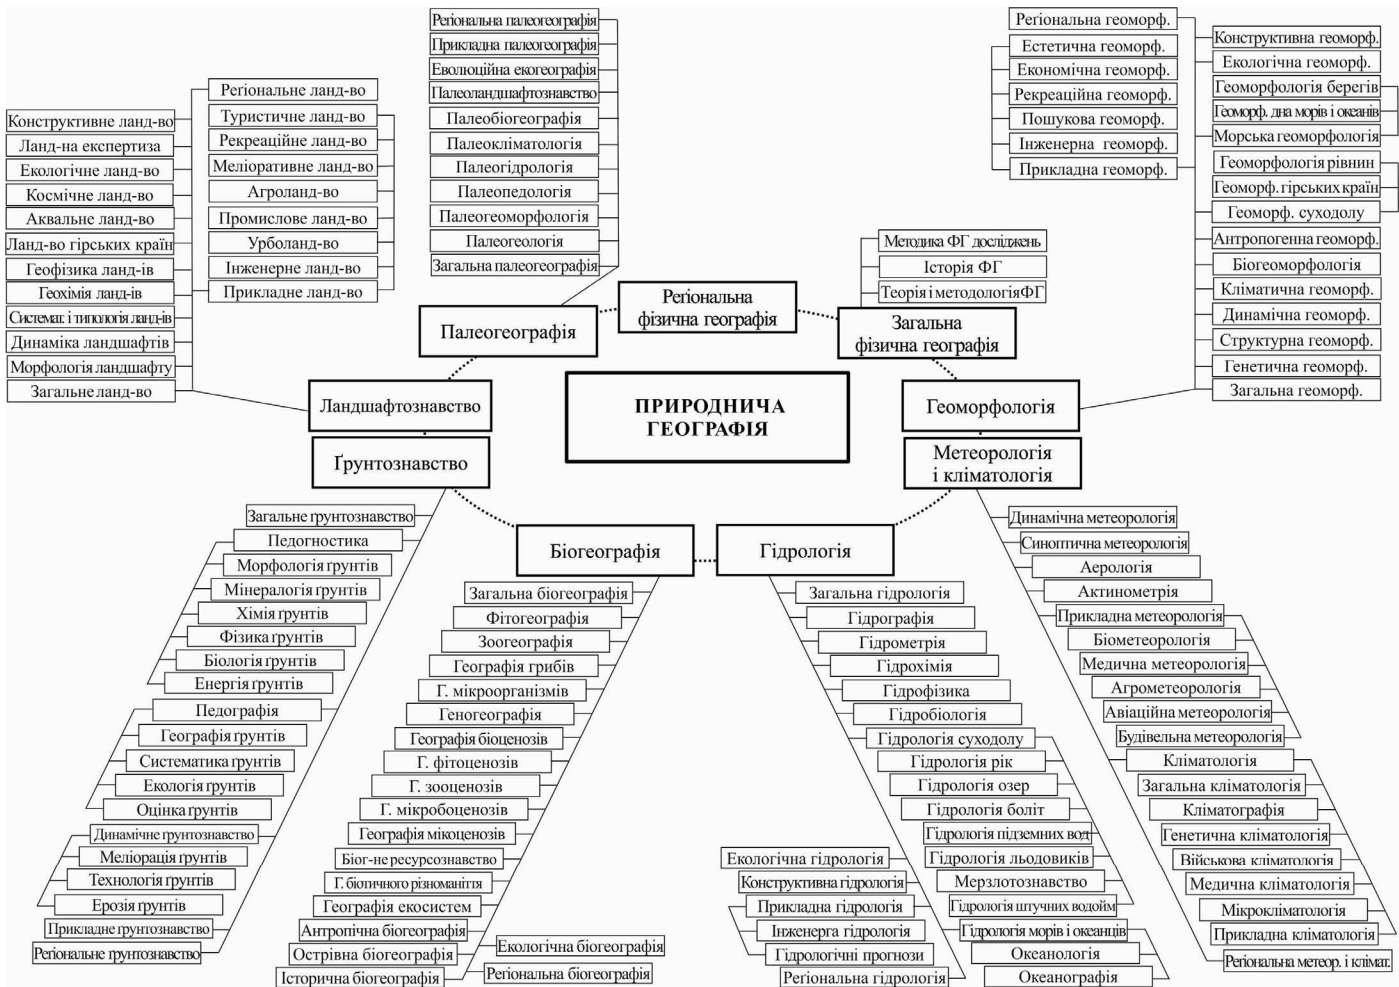 Регіональна палеогеографія
Прикладна палеогеографія
Еволюційна екогеографія
Палеоландшафтознавство
Палеобіогеографія
Палеокліматологія
Палеогідрологія
Палеопедологія
Палеогеоморфологія
Палеогеологія
Загальна палеогеографія
Регіональна геоморф.
Естетична геоморф.
Економічна геоморф.
Рекреаційна геоморф.
Пошукова геоморф.
Інженерна геоморф.
Прикладна геоморф.
Конструктивна геоморф.
Екологічна геоморф.
Геоморфологія берегів
Геоморф. дна морів і океанів
Морська геоморфологія
Геоморфологія рівнин
Геоморф. гірських країн
Геоморф. суходолу
Антропогенна геоморф.
Біогеоморфологія
Кліматична геоморф.
Динамічна геоморф.
Структурна геоморф.
Генетична геоморф.
Загальна геоморф.
Регіональне ланд-во
Туристичне ланд-во
Рекреаційне ланд-во
Меліоративне ланд-во
Агроланд-во
Промислове ланд-во
Урболанд-во
Інженерне ланд-во
Прикладне ланд-во
Конструктивне ланд-во
Ланд-на експертиза
Екологічне ланд-во
Космічне ланд-во
Аквальне ланд-во
Ланд-во гірських країн
Геофізика ланд-ів
Геохімія ланд-ів
Системат. і типологія ланд-ів
Динаміка ландшафтів
Морфологія ландшафту
Загальне ланд-во
Методика ФГ досліджень
Історія ФГ
Теорія і методологія ФГ
Палеогеографія
Регіональна
фізична географія
Загальна
фізична географія
Ландшафтознавство
ПРИРОДНИЧА
ГЕОГРАФІЯ
Геоморфологія
Ґрунтознавство
Метеорологія
і кліматологія
Біогеографія
Гідрологія
Загальне ґрунтознавство
Педогностика
Морфологія ґрунтів
Мінералогія ґрунтів
Хімія ґрунтів
Фізика ґрунтів
Біологія ґрунтів
Енергія ґрунтів
Педографія
Географія ґрунтів
Систематика ґрунтів
Екологія ґрунтів
Оцінка ґрунтів
Динамічне ґрунтознавство
Меліорація ґрунтів
Технологія ґрунтів
Ерозія ґрунтів
Прикладне ґрунтознавство
Регіональне ґрунтознавство
Загальна біогеографія
Фітогеографія
Зоогеографія
Географія грибів
Г. мікроорганізмів
Геногеографія
Географія біоценозів
Г. фітоценозів
Г. зооценозів
Г. мікробоценозів
Географія мікоценозів
Біог-не ресурсознавство
Г. біотичного різноманіття
Географія екосистем
Антропічна біогеографія
Острівна біогеографія
Історична біогеографія
Екологічна біогеографія
Регіональна біогеографія
Загальна гідрологія
Гідрографія
Гідрометрія
Гідрохімія
Гідрофізика
Гідробіологія
Гідрологія суходолу
Гідрологія рік
Гідрологія озер
Гідрологія боліт
Гідрологія підземних вод
Гідрологія льодовиків
Мерзлотознавство
Гідрологія штучних водойм
Гідрологія морів і океанців
Океанологія
Океанографія
Екологічна гідрологія
Конструктивна гідрологія
Прикладна гідрологія
Інженерга гідрологія
Гідрологічні прогнози
Регіональна гідрологія
Динамічна метеорологія
Синоптична метеорологія
Аерологія
Актинометрія
Прикладна метеорологія
Біометеорологія
Медична метеорологія
Агрометеорологія
Авіаційна метеорологія
Будівельна метеорологія
Кліматологія
Загальна кліматологія
Кліматографія
Генетична кліматологія
Військова кліматологія
Медична кліматологія
Мікрокліматологія
Прикладна кліматологія
Регіональна метеор. і клімат.